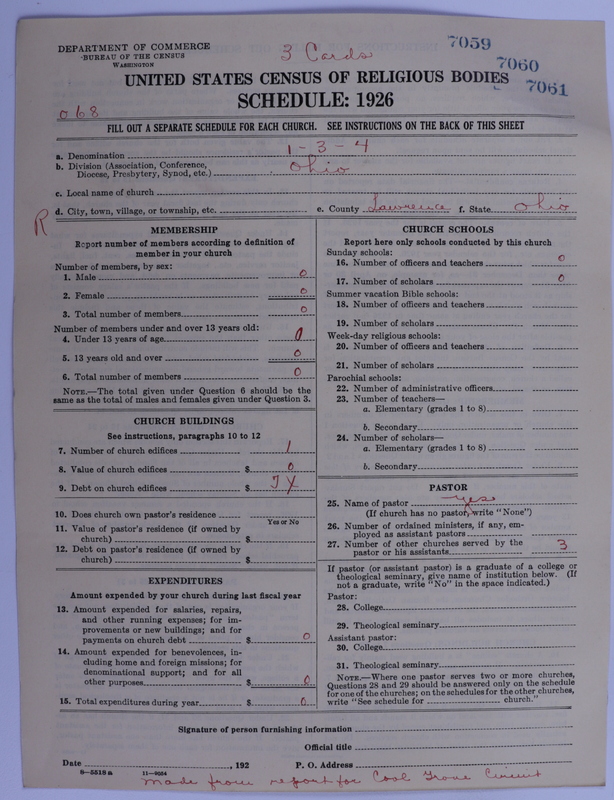 DEPARTMENT OF COMMERCE
BUREAU OF THE CENSUS
WASHINGTON
3 Cards
7059
7060
7061
UNITED STATES CENSUS OF RELIGIOUS BODIES
SCHEDULE: 1926
068
FILL OUT A SEPARATE SCHEDULE FOR EACH CHURCH. SEE INSTRUCTIONS ON THE BACK OF THIS SHEET
a. Denomination 1-3-4
b. Division (Association, Conference, Diocese, Presbytery, Synod, etc.) Ohio
c. Local name of church
R
d. City, town, village, or township, etc. e. County Lawrence f. State Ohio
MEMBERSHIP
Report number of members according to definition of
member in your church
Number of members, by sex:
1. Male 0
2. Female 0
3. Total number of members 0
Number of members under and over 13 years old:
4. Under 13 years of age 0
5. 13 years old and over 0
6. Total number of members 0
NOTE.—The total given under Question 6 should be the
same as the total of males and females given under Question 3.
CHURCH BUILDINGS
See instructions, paragraphs 10 to 12
7. Number of church edifices 1
8. Value of church edifices $ 0
9. Debt on church edifices $
10. Does church own pastor's residence
Yes or No
11. Value of pastor's residence (if owned by
church) $
12. Debt on pastor's residence (if owned by
church) $
EXPENDITURES
Amount expended by your church during last fiscal year
13. Amount expended for salaries, repairs,
and other running expenses; for im-
provements or new buildings; and for
payments on church debt $ 0
14. Amount expended for benevolences, in-
cluding home and foreign missions; for
denominational support; and for all
other purposes $ 0
15. Total expenditures during year $ 0
CHURCH SCHOOLS
Report here only schools conducted by this church
Sunday schools:
16. Number of officers and teachers 0
17. Number of scholars 0
Summer vacation Bible schools:
18. Number of officers and teachers
19. Number of scholars
Week-day religious schools:
20. Number of officers and teachers
21. Number of scholars
Parochial schools:
22. Number of administrative officers
23. Number of teachers—
a. Elementary (grades 1 to 8)
b. Secondary
24. Number of scholars—
a. Elementary (grades 1 to 8)
b. Secondary
PASTOR
25. Name of pastor yes
(If church has no pastor, write "None")
26. Number of ordained ministers, if any, em-
ployed as assistant pastors
27. Number of other churches served by the
pastor or his assistants 3
If pastor (or assistant pastor) is a graduate of a college or
theological seminary, give name of institution below. (If
not a graduate, write "No" in the space indicated.)
Pastor:
28. College
29. Theological seminary
Assistant pastor:
30. College
31. Theological seminary
NOTE.—Where one pastor serves two or more churches,
Questions 28 and 29 should be answered only on the schedule
for one of the churches; on the schedules for the other churches,
write "See schedule for church."
Signature of person furnishing information
Official title
Date , 192 P. O. Address
8-5518a 11-9054
made from report for Coal Grove Circuit